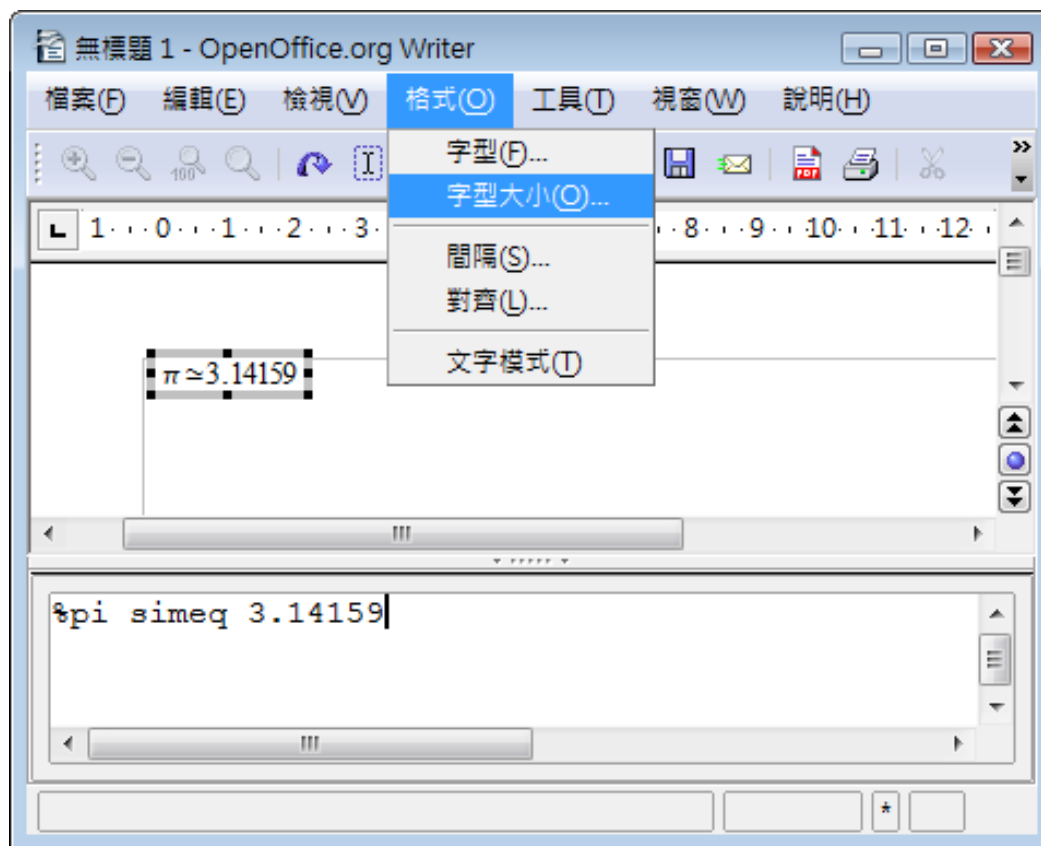 無標題 1 - OpenOffice.org Writer
檔案(F) 編輯(E) 檢視(V) 格式(O) 工具(T) 視窗(W) 說明(H)
字型(F)...
100
PDF
字型大小(O)...
1 0 1 2 3 8 9 10 11 12
間隔(S)...
對齊(L)...
文字模式(T)
π≃3.14159
%pi simeq 3.14159
*